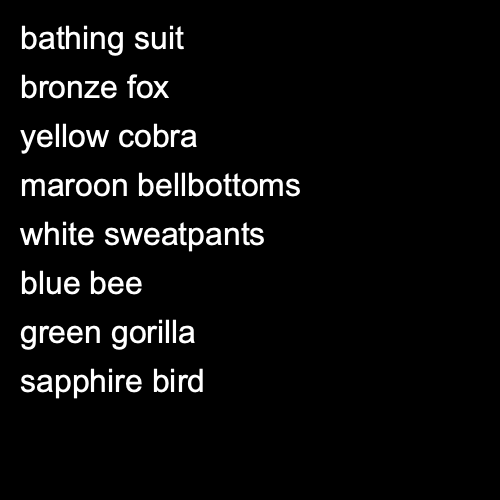 bathing suit
bronze fox
yellow cobra
maroon bellbottoms
white sweatpants
blue bee
green gorilla
sapphire bird